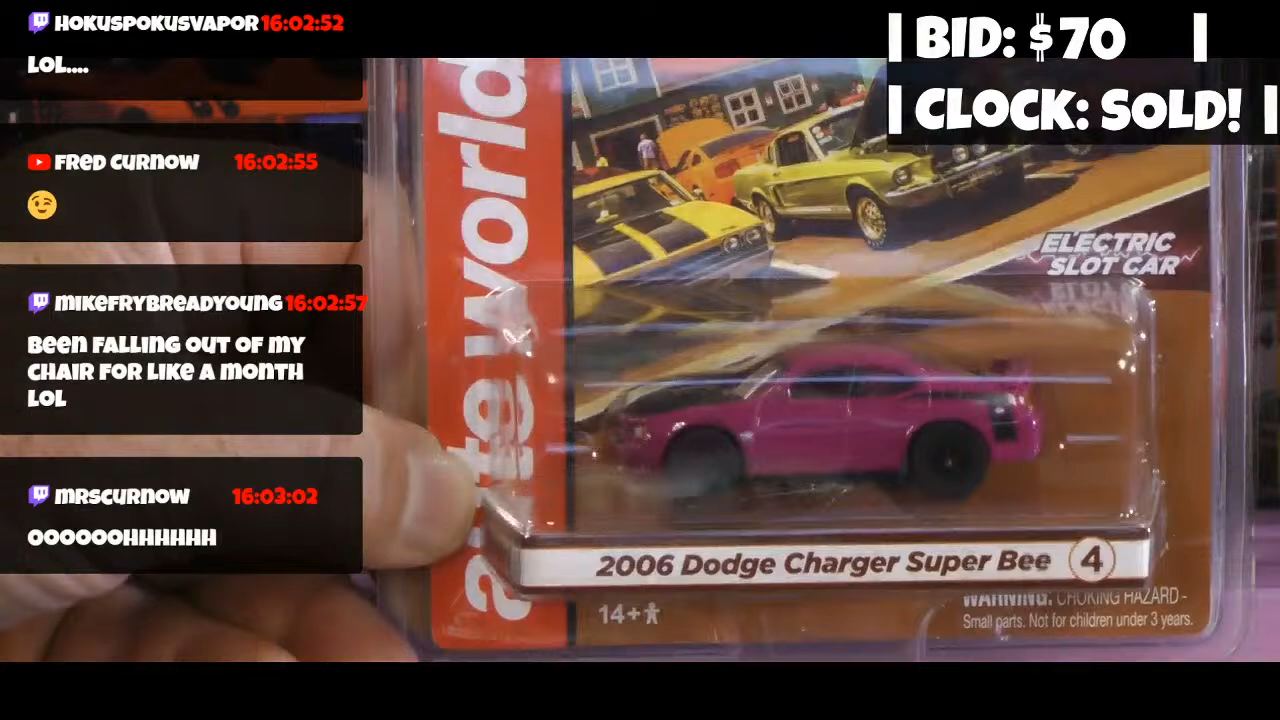 HOKUSPOKUSVAPOR 16:02:52
LOL....
FRED CURNOW 16:02:55
MIKEFRYBREADYOUNG 16:02:57
BEEN FALLING OUT OF MY
CHAIR FOR LIKE A MONTH
LOL
MRSCURNOW 16:03:02
OOOOOOHHHHHH
| BID: $70 |
| CLOCK: SOLD! |
auto world
ELECTRIC
SLOT CAR
2006 Dodge Charger Super Bee 4
14+
WARNING: CHOKING HAZARD -
Small parts. Not for children under 3 years.